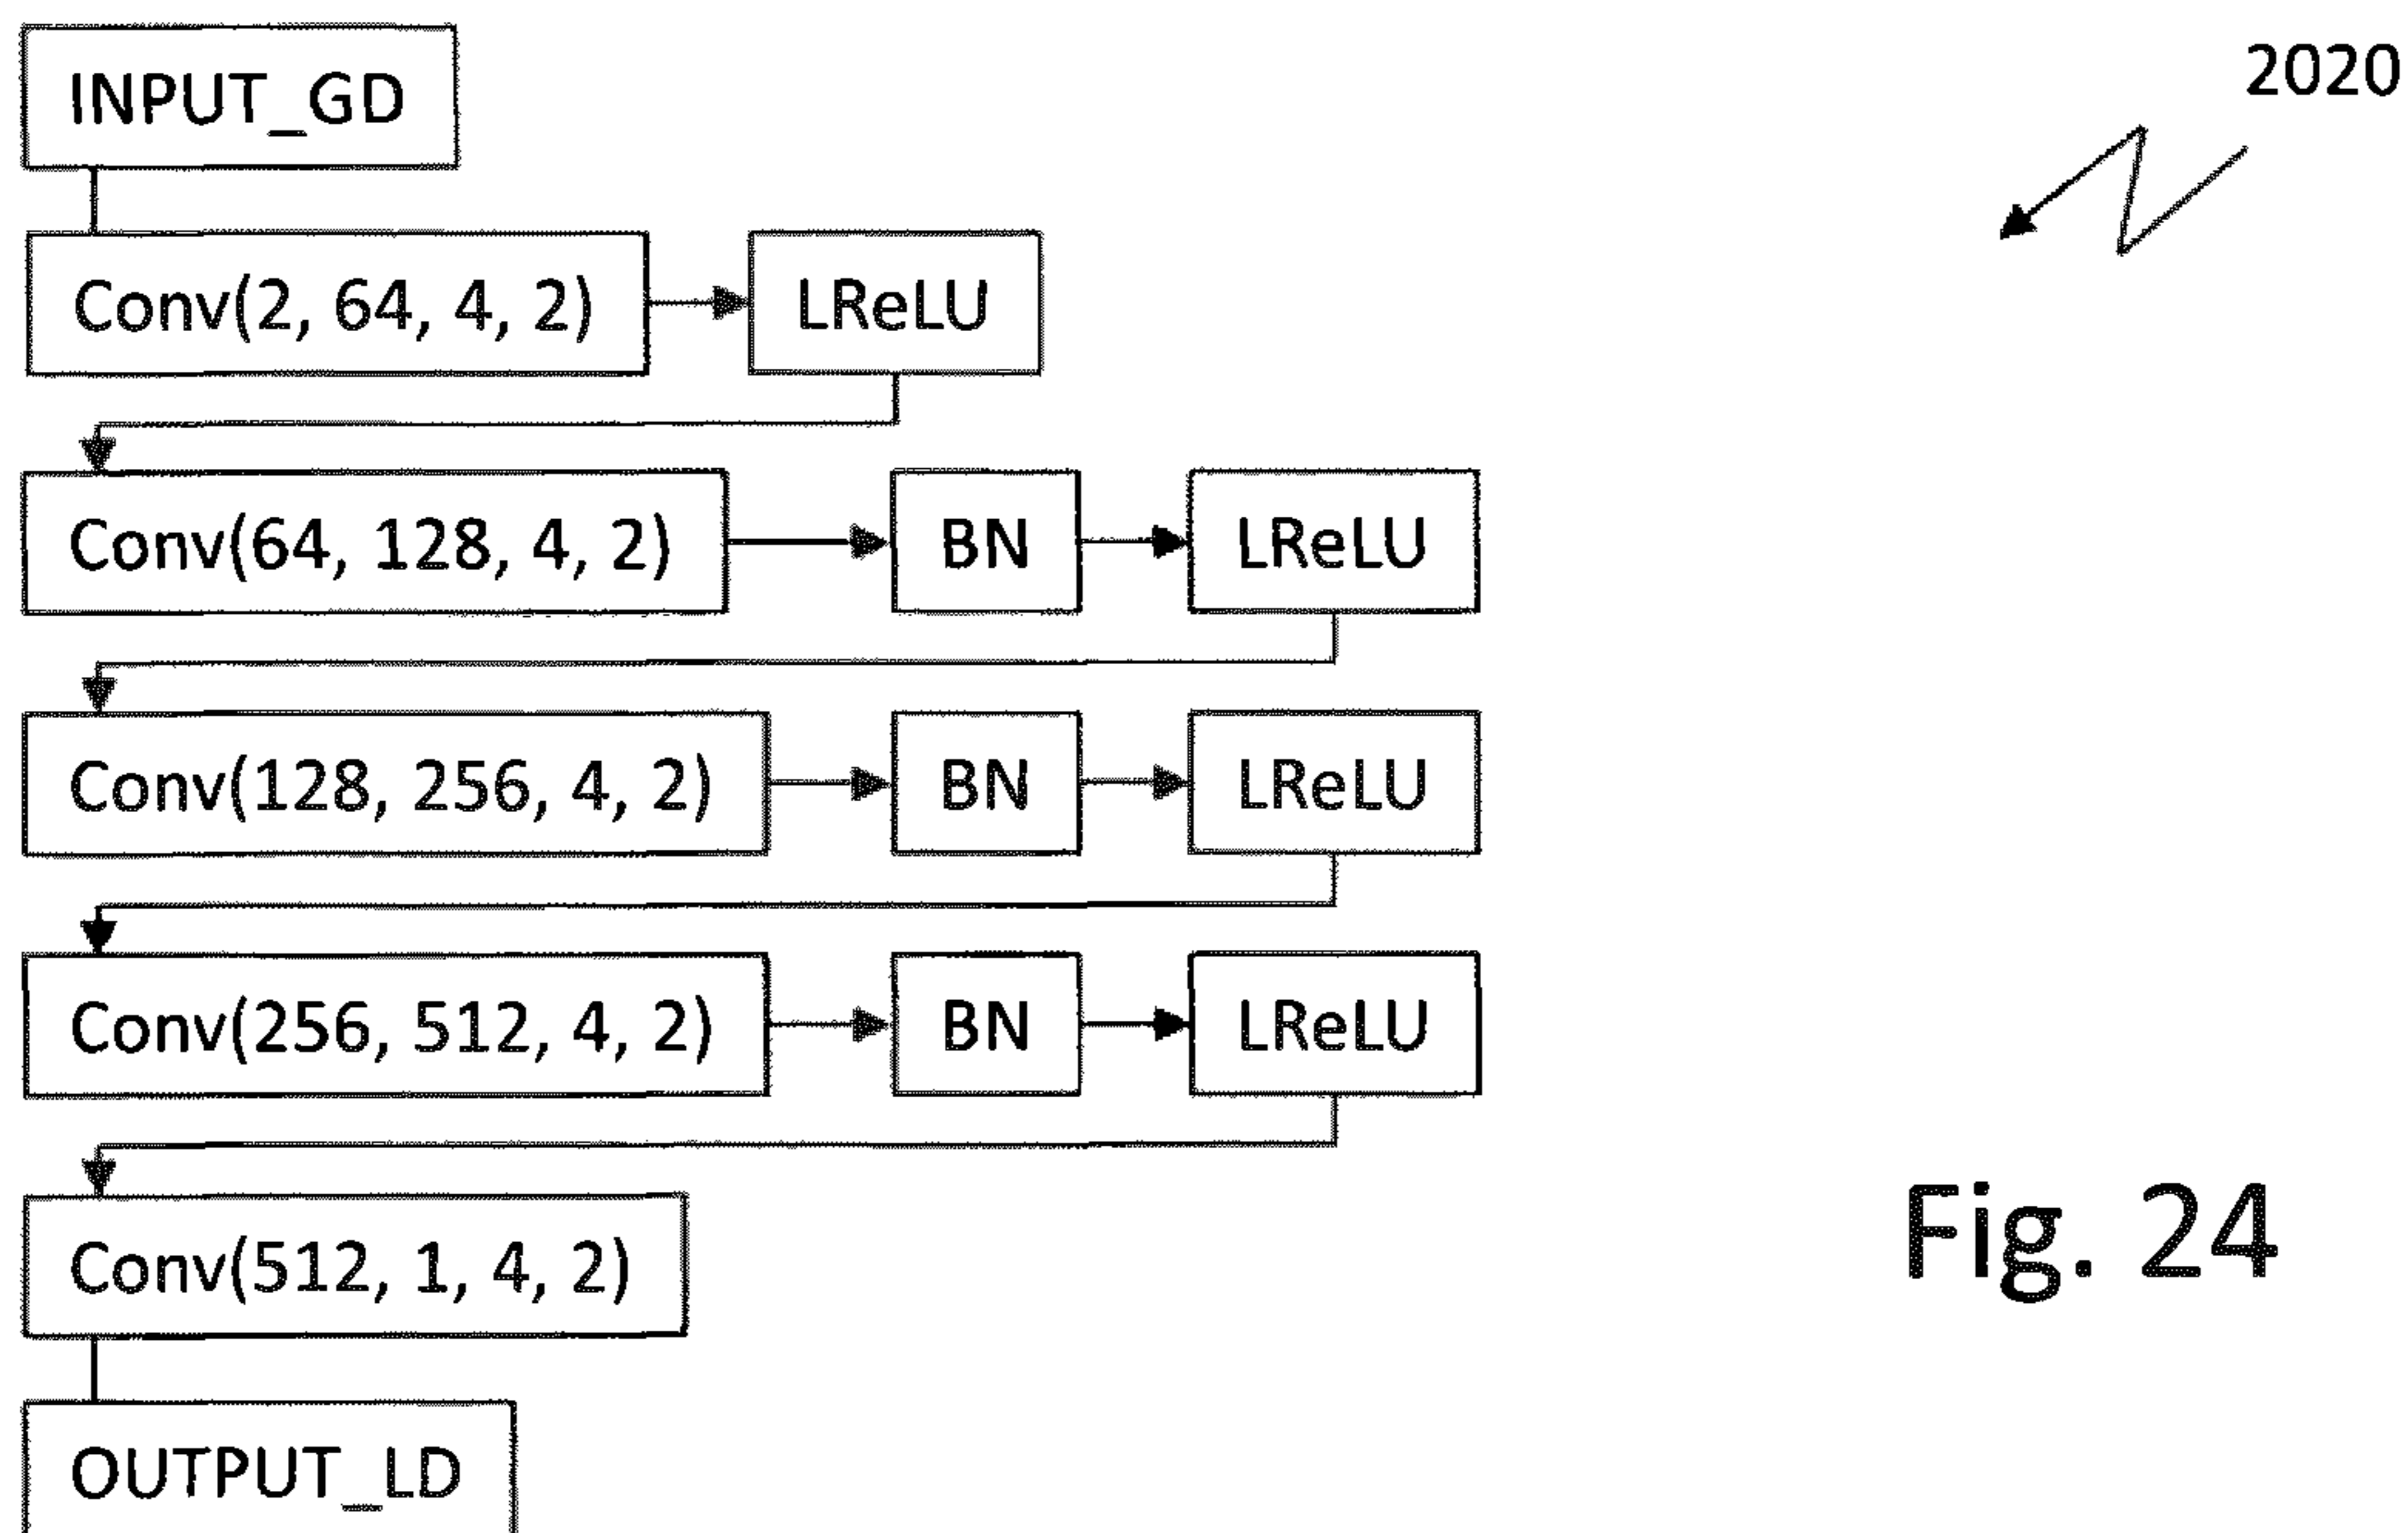 INPUT_GD
2020
Conv(2, 64, 4, 2) LReLU
Conv(64, 128, 4, 2) BN LReLU
Conv(128, 256, 4, 2) BN LReLU
Conv(256, 512, 4, 2) BN LReLU
Conv(512, 1, 4, 2)
Fig. 24
OUTPUT_LD